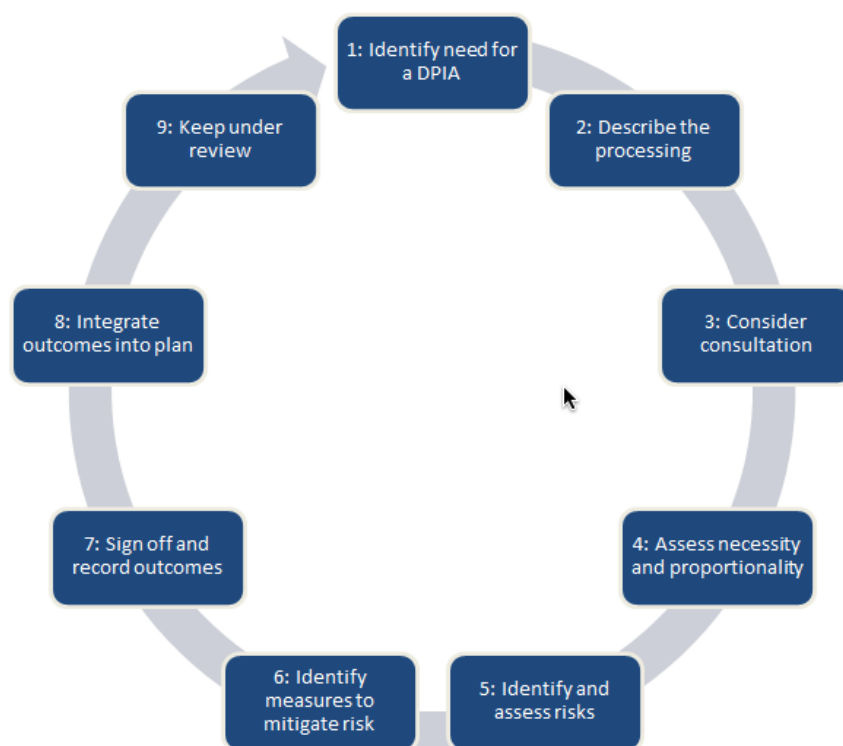 1: Identify need for
a DPIA
2: Describe the
processing
3: Consider
consultation
4: Assess necessity
and proportionality
5: Identify and
assess risks
6: Identify
measures to
mitigate risk
7: Sign off and
record outcomes
8: Integrate
outcomes into plan
9: Keep under
review